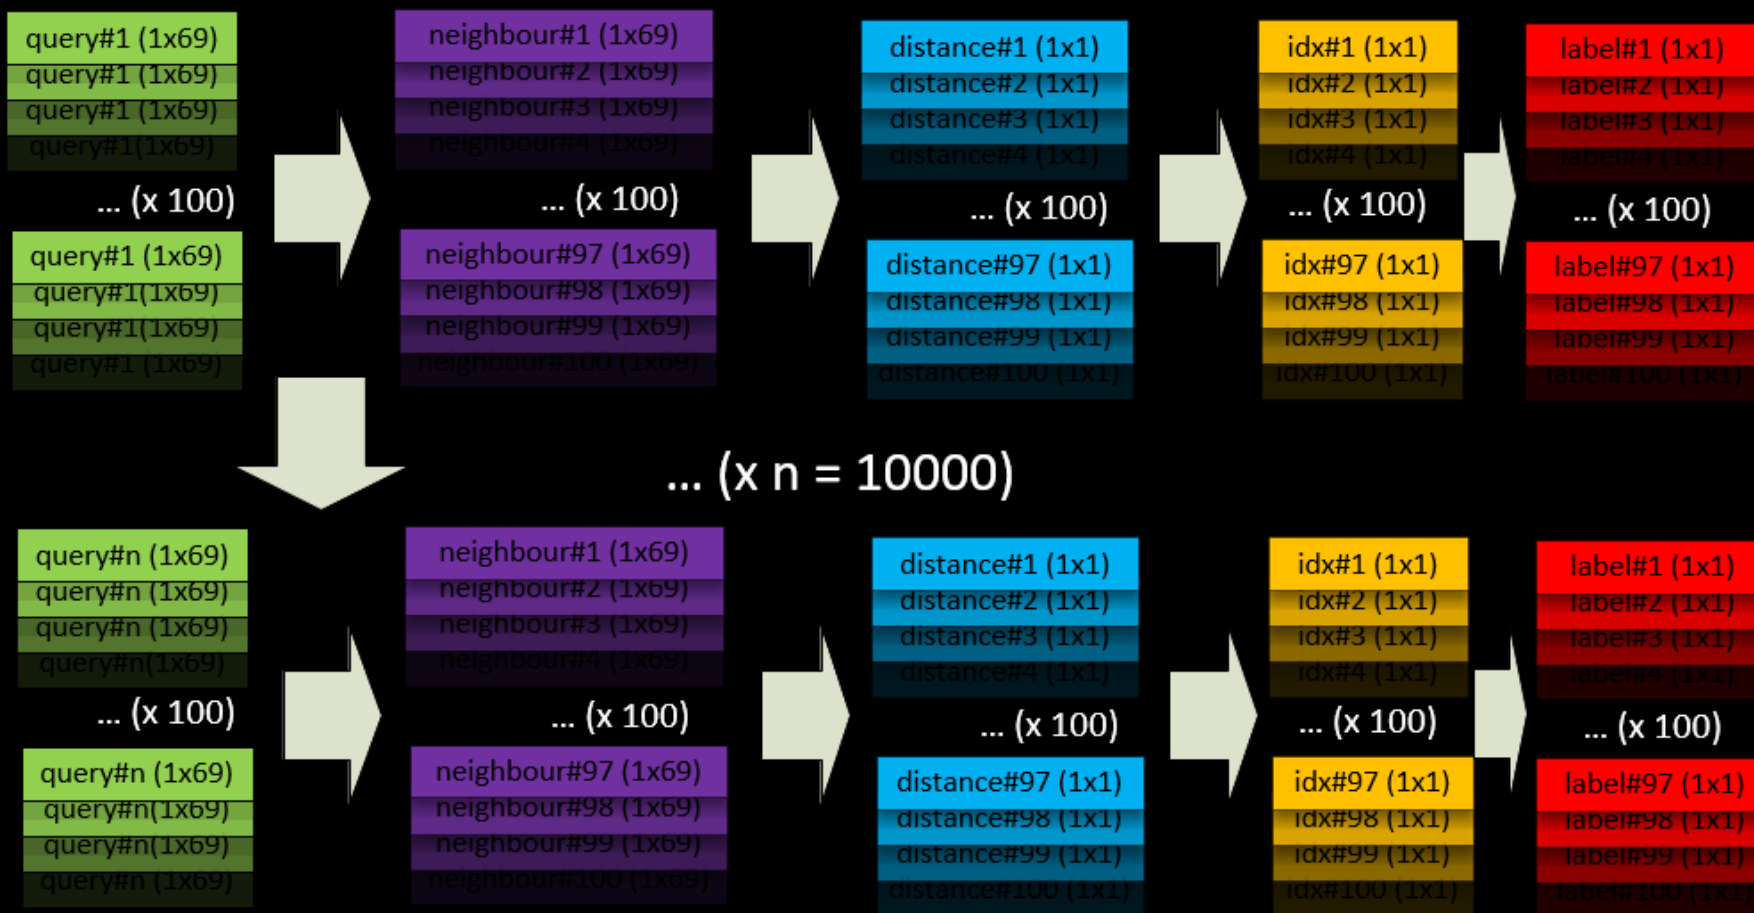 query#1 (1x69)
query#1 (1x69)
query#1 (1x69)
query#1(1x69)
... (x 100)
query#1 (1x69)
query#1(1x69)
query#1(1x69)
query#1 (1x69)
neighbour#1 (1x69)
neighbour#2 (1x69)
neighbour#3 (1x69)
neighbour#4 (1x69)
... (x 100)
neighbour#97 (1x69)
neighbour#98 (1x69)
neighbour#99 (1x69)
neighbour#100 (1x69)
distance#1 (1x1)
distance#2 (1x1)
distance#3 (1x1)
distance#4 (1x1)
... (x 100)
distance#97 (1x1)
distance#98 (1x1)
distance#99 (1x1)
distance#100 (1x1)
idx#1 (1x1)
idx#2 (1x1)
idx#3 (1x1)
idx#4 (1x1)
... (x 100)
idx#97 (1x1)
idx#98 (1x1)
idx#99 (1x1)
idx#100 (1x1)
label#1 (1x1)
label#2 (1x1)
label#3 (1x1)
label#4 (1x1)
... (x 100)
label#97 (1x1)
label#98 (1x1)
label#99 (1x1)
label#100 (1x1)
... (x n = 10000)
query#n (1x69)
query#n (1x69)
query#n (1x69)
query#n(1x69)
... (x 100)
query#n (1x69)
query#n(1x69)
query#n(1x69)
query#n (1x69)
neighbour#1 (1x69)
neighbour#2 (1x69)
neighbour#3 (1x69)
neighbour#4 (1x69)
... (x 100)
neighbour#97 (1x69)
neighbour#98 (1x69)
neighbour#99 (1x69)
neighbour#100 (1x69)
distance#1 (1x1)
distance#2 (1x1)
distance#3 (1x1)
distance#4 (1x1)
... (x 100)
distance#97 (1x1)
distance#98 (1x1)
distance#99 (1x1)
distance#100 (1x1)
idx#1 (1x1)
idx#2 (1x1)
idx#3 (1x1)
idx#4 (1x1)
... (x 100)
idx#97 (1x1)
idx#98 (1x1)
idx#99 (1x1)
idx#100 (1x1)
label#1 (1x1)
label#2 (1x1)
label#3 (1x1)
label#4 (1x1)
... (x 100)
label#97 (1x1)
label#98 (1x1)
label#99 (1x1)
label#100 (1x1)